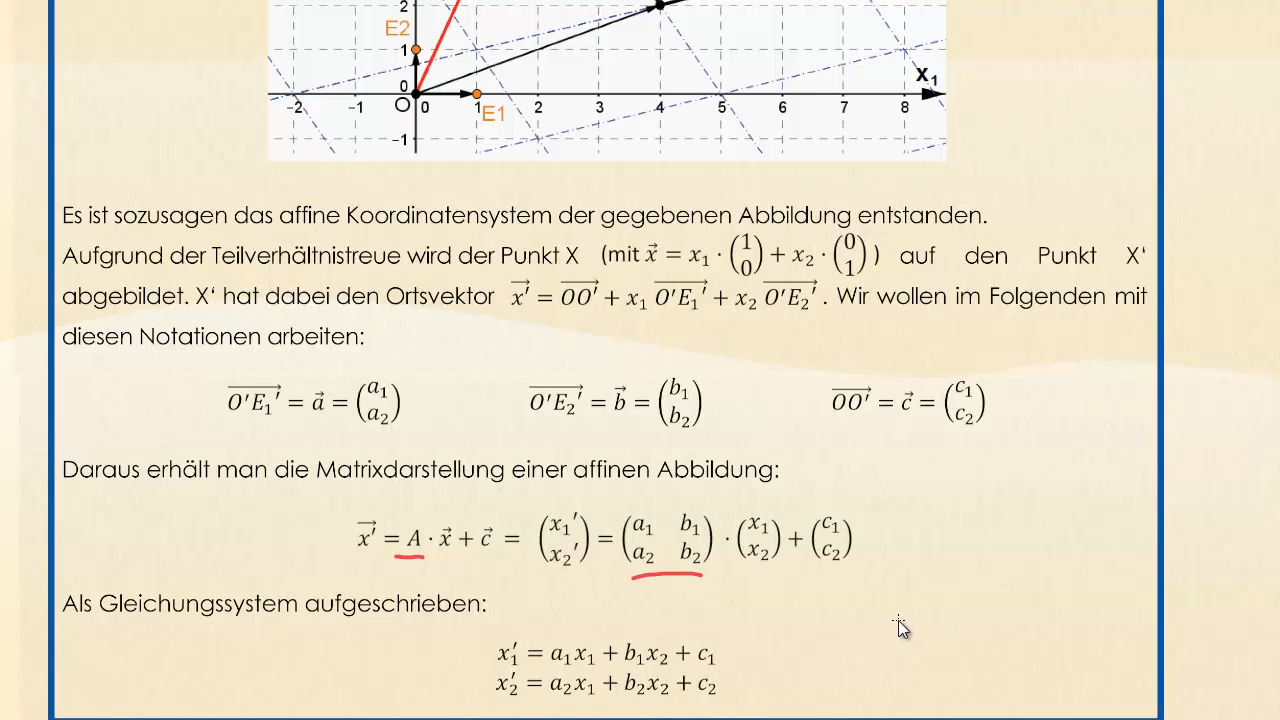 2
E2
1
0
x₁
−2 −1 O 0 1 2 3 4 5 6 7 8
E1
−1
Es ist sozusagen das affine Koordinatensystem der gegebenen Abbildung entstanden.
Aufgrund der Teilverhältnistreue wird der Punkt X (mit x⃗ = x₁ · (1 0) + x₂ · (0 1) ) auf den Punkt X‘
abgebildet. X‘ hat dabei den Ortsvektor x′⃗ = OO′⃗ + x₁ O′E₁′⃗ + x₂ O′E₂′⃗ . Wir wollen im Folgenden mit
diesen Notationen arbeiten:
O′E₁′⃗ = a⃗ = (a₁ a₂) O′E₂′⃗ = b⃗ = (b₁ b₂) OO′⃗ = c⃗ = (c₁ c₂)
Daraus erhält man die Matrixdarstellung einer affinen Abbildung:
x′⃗ = A · x⃗ + c⃗ = (x₁′ x₂′) = (a₁ b₁ a₂ b₂) · (x₁ x₂) + (c₁ c₂)
Als Gleichungssystem aufgeschrieben:
x₁′ = a₁x₁ + b₁x₂ + c₁
x₂′ = a₂x₁ + b₂x₂ + c₂